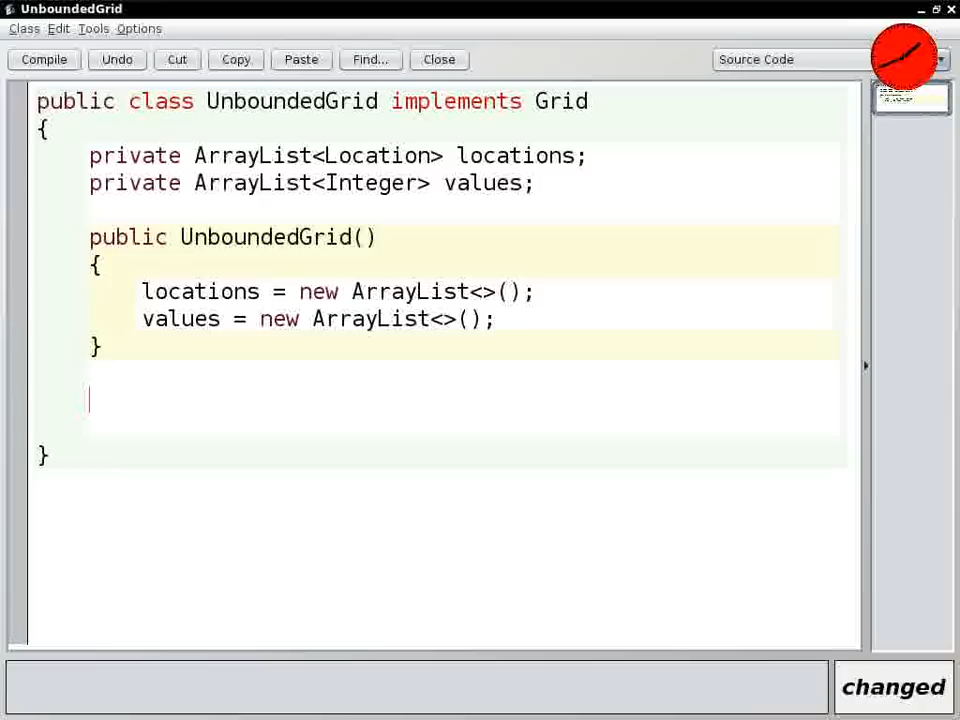 UnboundedGrid
Class Edit Tools Options
Compile Undo Cut Copy Paste Find... Close Source Code
public class UnboundedGrid implements Grid
{
private ArrayList<Location> locations;
private ArrayList<Integer> values;
public UnboundedGrid()
{
locations = new ArrayList<>();
values = new ArrayList<>();
}
}
changed